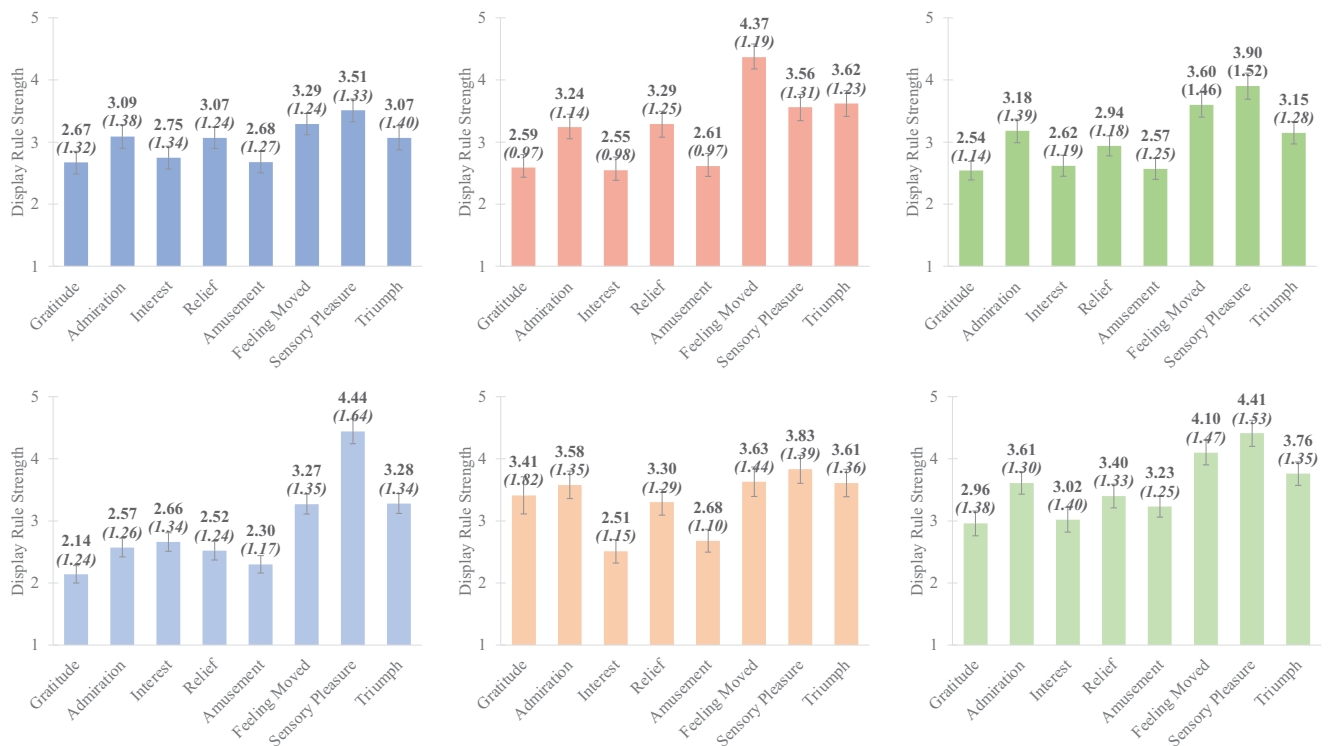 5
4
3
2
1
Display Rule Strength
2.67
(1.32)
3.09
(1.38)
2.75
(1.34)
3.07
(1.24)
2.68
(1.27)
3.29
(1.24)
3.51
(1.33)
3.07
(1.40)
Gratitude
Admiration
Interest
Relief
Amusement
Feeling Moved
Sensory Pleasure
Triumph
5
4
3
2
1
Display Rule Strength
2.59
(0.97)
3.24
(1.14)
2.55
(0.98)
3.29
(1.25)
2.61
(0.97)
4.37
(1.19)
3.56
(1.31)
3.62
(1.23)
Gratitude
Admiration
Interest
Relief
Amusement
Feeling Moved
Sensory Pleasure
Triumph
5
4
3
2
1
Display Rule Strength
2.54
(1.14)
3.18
(1.39)
2.62
(1.19)
2.94
(1.18)
2.57
(1.25)
3.60
(1.46)
3.90
(1.52)
3.15
(1.28)
Gratitude
Admiration
Interest
Relief
Amusement
Feeling Moved
Sensory Pleasure
Triumph
5
4
3
2
1
Display Rule Strength
2.14
(1.24)
2.57
(1.26)
2.66
(1.34)
2.52
(1.24)
2.30
(1.17)
3.27
(1.35)
4.44
(1.64)
3.28
(1.34)
Gratitude
Admiration
Interest
Relief
Amusement
Feeling Moved
Sensory Pleasure
Triumph
5
4
3
2
1
Display Rule Strength
3.41
(1.82)
3.58
(1.35)
2.51
(1.15)
3.30
(1.29)
2.68
(1.10)
3.63
(1.44)
3.83
(1.39)
3.61
(1.36)
Gratitude
Admiration
Interest
Relief
Amusement
Feeling Moved
Sensory Pleasure
Triumph
5
4
3
2
1
Display Rule Strength
2.96
(1.38)
3.61
(1.30)
3.02
(1.40)
3.40
(1.33)
3.23
(1.25)
4.10
(1.47)
4.41
(1.53)
3.76
(1.35)
Gratitude
Admiration
Interest
Relief
Amusement
Feeling Moved
Sensory Pleasure
Triumph